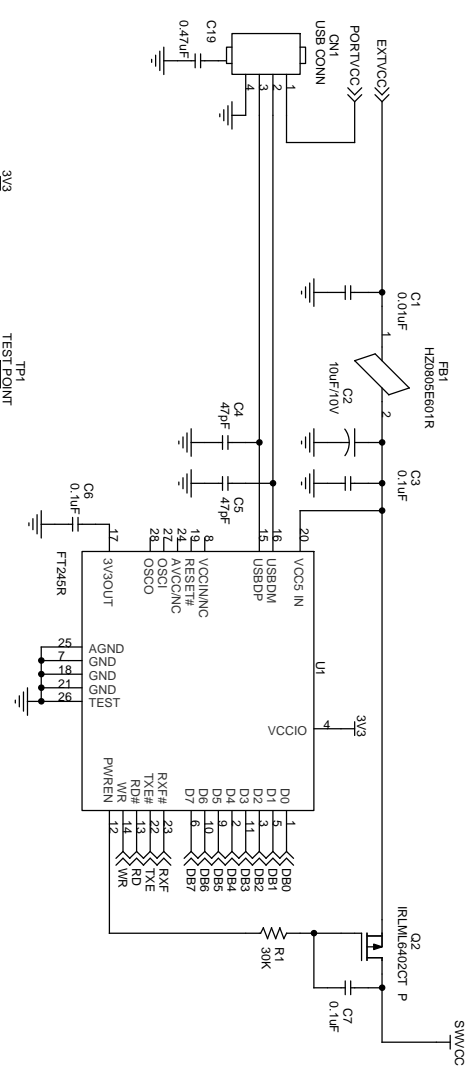 EXTVCC
PORTVCC
CN1
USB CONN
1
2
3
4
C19
0.47uF
C1
0.01uF
1
FB1
HZ0805E601R
2
C2
10uF/10V
C3
0.1uF
C4
47pF
C5
47pF
C6
0.1uF
U1
FT245R
20
VCC5 IN
16
USBDM
15
USBDP
8
VCCIN/NC
19
RESET#
24
AVCC/NC
27
OSCI
28
OSCO
17
3V3OUT
25
AGND
7
GND
18
GND
21
GND
26
TEST
VCCIO
4
3V3
D0
1
DB0
D1
5
DB1
D2
3
DB2
D3
11
DB3
D4
2
DB4
D5
9
DB5
D6
10
DB6
D7
6
DB7
RXF#
23
RXF
TXE#
22
TXE
RD#
13
RD
WR
14
WR
PWREN
12
R1
30K
Q2
IRLML6402CT P
C7
0.1uF
SWVCC
3V3
TP1
TEST POINT